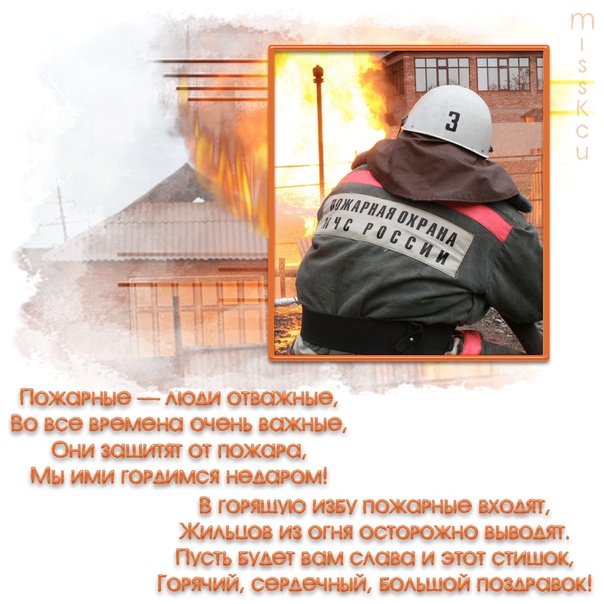 missKcu
3
ПОЖАРНАЯ ОХРАНА
МЧС РОССИИ
Пожарные — люди отважные,
Во все времена очень важные,
Они защитят от пожара,
Мы ими гордимся недаром!
В горящую избу пожарные входят,
Жильцов из огня осторожно выводят.
Пусть будет вам слава и этот стишок,
Горячий, сердечный, большой поздравок!